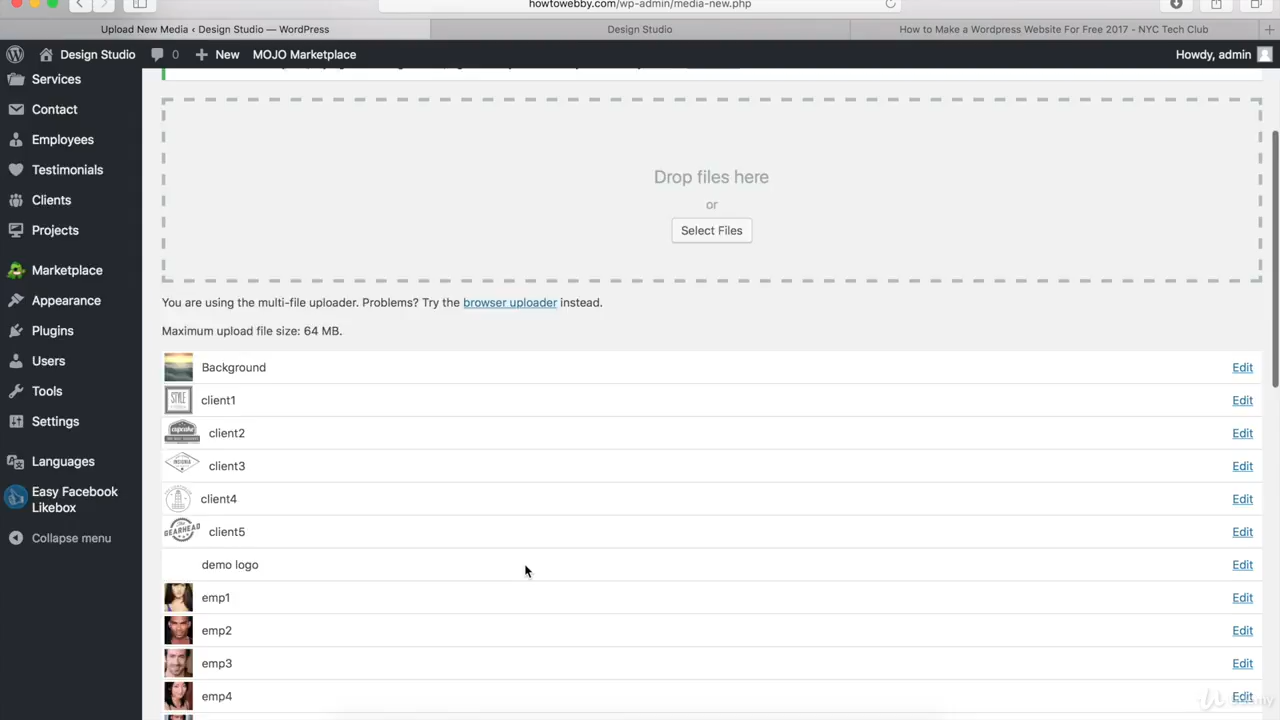 howtowebby.com/wp-admin/media-new.php
Upload New Media ‹ Design Studio — WordPress
Design Studio
How to Make a Wordpress Website For Free 2017 - NYC Tech Club
Design Studio
0
New
MOJO Marketplace
Howdy, admin
Services
Contact
Employees
Testimonials
Clients
Projects
Marketplace
Appearance
Plugins
Users
Tools
Settings
Languages
Easy Facebook
Likebox
Collapse menu
Drop files here
or
Select Files
You are using the multi-file uploader. Problems? Try the browser uploader instead.
Maximum upload file size: 64 MB.
Background Edit
STYLE
client1 Edit
cupcake
client2 Edit
INSIGNIA
client3 Edit
client4 Edit
GEARHEAD
client5 Edit
demo logo Edit
emp1 Edit
emp2 Edit
emp3 Edit
emp4 Edit
Udemy